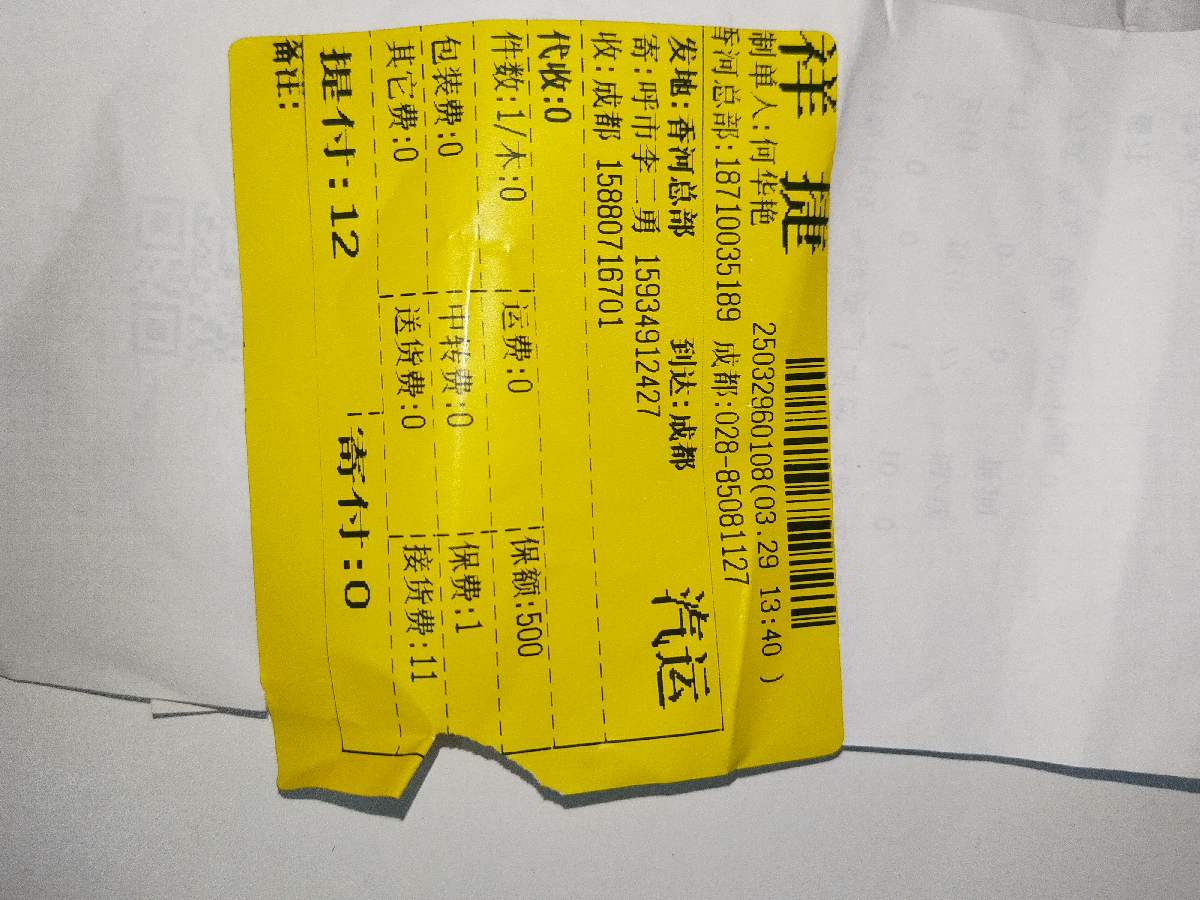 祥 捷
25032960108(03.29 13:40 )
制单人:何华艳
香河总部:18710035189 成都:028-85081127
发地:香河总部 到达:成都 汽运
寄:呼市李二勇 15934912427
收:成都 15880716701
代收:0
件数:1/木:0 运费:0 保额:500
包装费:0 中转费:0 保费:1
其它费:0 送货费:0 接货费:11
提付:12 寄付:0
备注: